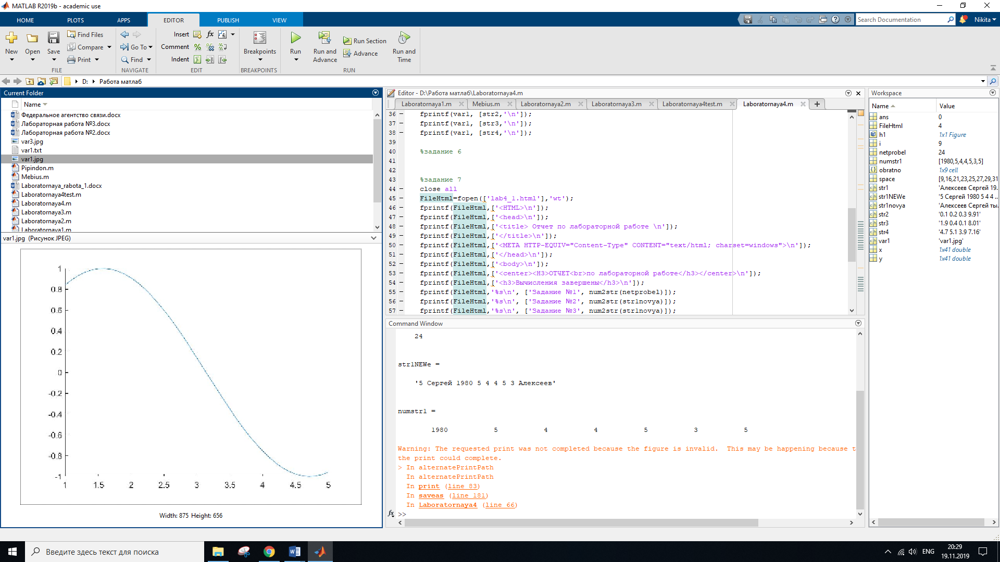 MATLAB R2019b - academic use
HOME PLOTS APPS EDITOR PUBLISH VIEW
Search Documentation
Nikita
New Open Save
Find Files
Compare
Print
FILE
Go To
Find
NAVIGATE
Insert fx
Comment
Indent
EDIT
Breakpoints
BREAKPOINTS
Run
Run and Advance
Run Section
Advance
Run and Time
RUN
D: Работа матлаб
Current Folder
Name
Федеральное агентство связи.docx
Лабораторная работа №3.docx
Лабораторная работа №2.docx
var3.jpg
var1.txt
var1.jpg
Pipindon.m
Mebius.m
Laboratornaya_rabota_1.docx
Laboratornaya4test.m
Laboratornaya4.m
Laboratornaya3.m
Laboratornaya2.m
Laboratornaya1.m
var1.jpg (Рисунок JPEG)
1
0.8
0.6
0.4
0.2
0
-0.2
-0.4
-0.6
-0.8
-1
1 1.5 2 2.5 3 3.5 4 4.5 5
Width: 875 Height: 656
Editor - D:\Работа матлаб\Laboratornaya4.m
Laboratornaya1.m Mebius.m Laboratornaya2.m Laboratornaya3.m Laboratornaya4test.m Laboratornaya4.m
36 fprintf(var1, [str2,'\n']);
37 fprintf(var1, [str3,'\n']);
38 fprintf(var1, [str4,'\n']);
39
40 %задание 6
41
42
43 %задание 7
44 close all
45 FileHtml=fopen(['lab4_1.html'],'wt');
46 fprintf(FileHtml,['<HTML>\n']);
47 fprintf(FileHtml,['<head>\n']);
48 fprintf(FileHtml,['<title> Отчет по лабораторной работе \n']);
49 fprintf(FileHtml,['</title>\n']);
50 fprintf(FileHtml,['<META HTTP-EQUIV="Content-Type" CONTENT="text/html; charset=windows">\n']);
51 fprintf(FileHtml,['</head>\n']);
52 fprintf(FileHtml,['<body>\n']);
53 fprintf(FileHtml,['<center><H3>ОТЧЕТ<br>по лабораторной работе</h3></center>\n']);
54 fprintf(FileHtml,['<h3>Вычисления завершены</h3>\n']);
55 fprintf(FileHtml,'%s\n', ['Задание №1', num2str(netprobel)]);
56 fprintf(FileHtml,'%s\n', ['Задание №2', num2str(str1novya)]);
57 fprintf(FileHtml,'%s\n', ['Задание №3', num2str(str1novya)]);
Command Window
24
str1NEWe =
'5 Сергей 1980 5 4 4 5 3 Алексеев'
numstr1 =
1980 5 4 4 5 3 5
Warning: The requested print was not completed because the figure is invalid.  This may be happening because t
the print could complete.
> In alternatePrintPath
In alternatePrintPath
In print (line 83)
In saveas (line 181)
In Laboratornaya4 (line 66)
fx >>
Workspace
Name Value
ans 0
FileHtml 4
h1 1x1 Figure
i 9
netprobel 24
numstr1 [1980,5,4,4,5,3,5]
obratno 1x9 cell
space [9,16,21,23,25,27,29,31
str1 'Алексеев Сергей 19...
str1NEWe '5 Сергей 1980 5 4 4 ...
str1novya 'Алексеев Сергей ты...
str2 '0.1 0.2 0.3 9.91'
str3 '1.9 0.4 0.1 8.01'
str4 '4.7 5.1 3.9 7.16'
var1 'var1.jpg'
x 1x41 double
y 1x41 double
Введите здесь текст для поиска
ENG
20:29
19.11.2019